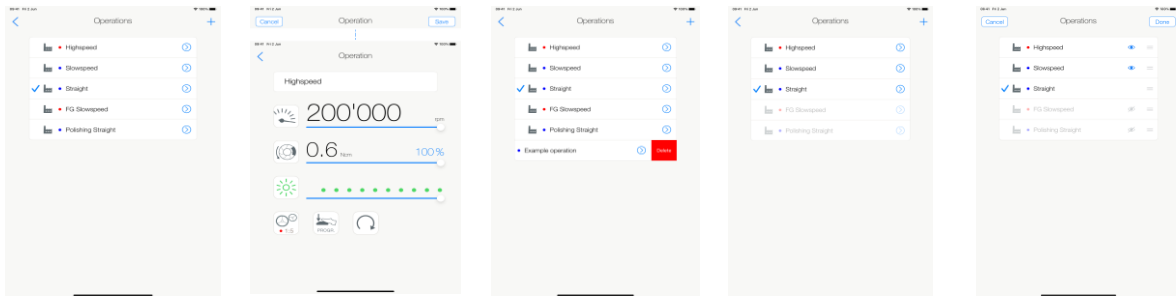 Operations
Highspeed
Slowspeed
Straight
FG Slowspeed
Polishing Straight
Cancel
Operation
Save
Operation
Highspeed
200'000
rpm
0.6 Ncm
100%
1:5
Operations
Highspeed
Slowspeed
Straight
FG Slowspeed
Polishing Straight
Example operation
Delete
Operations
Highspeed
Slowspeed
Straight
FG Slowspeed
Polishing Straight
Cancel
Operations
Done
Highspeed
Slowspeed
Straight
FG Slowspeed
Polishing Straight